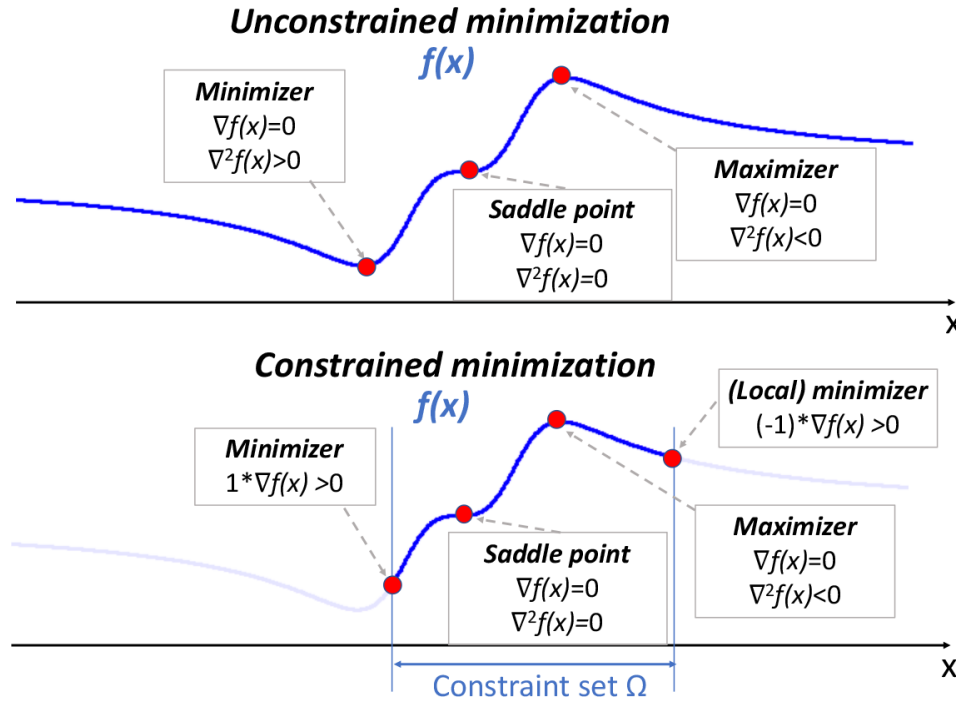 Unconstrained minimization
f(x)
Minimizer
∇f(x)=0
∇²f(x)>0
Saddle point
∇f(x)=0
∇²f(x)=0
Maximizer
∇f(x)=0
∇²f(x)<0
x
Constrained minimization
f(x)
(Local) minimizer
(-1)*∇f(x) >0
Minimizer
1*∇f(x) >0
Saddle point
∇f(x)=0
∇²f(x)=0
Maximizer
∇f(x)=0
∇²f(x)<0
x
Constraint set Ω